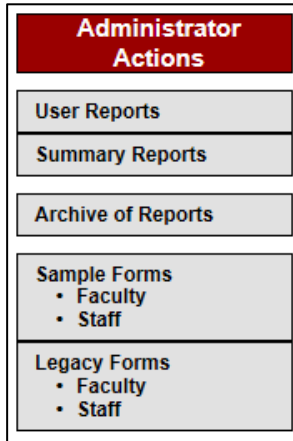 Administrator
Actions
User Reports
Summary Reports
Archive of Reports
Sample Forms
• Faculty
• Staff
Legacy Forms
• Faculty
• Staff